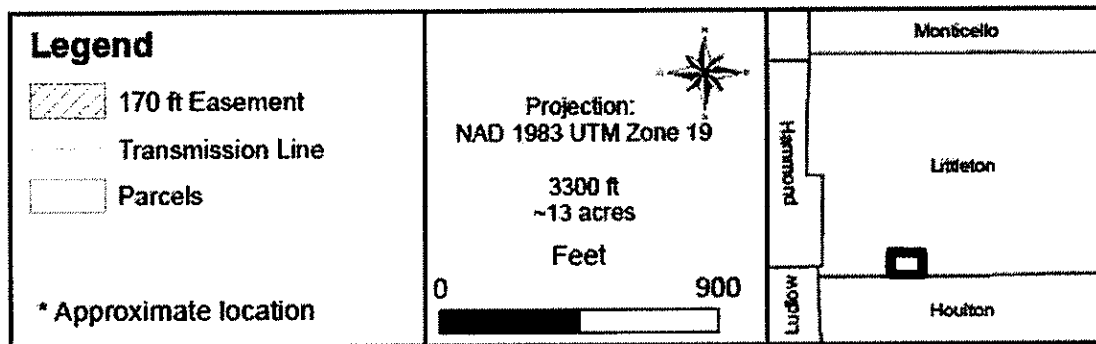 Legend
170 ft Easement
Transmission Line
Parcels
* Approximate location
Projection:
NAD 1983 UTM Zone 19
3300 ft
~13 acres
Feet
0 900
Monticello
Hammond
Littleton
Ludlow
Houlton